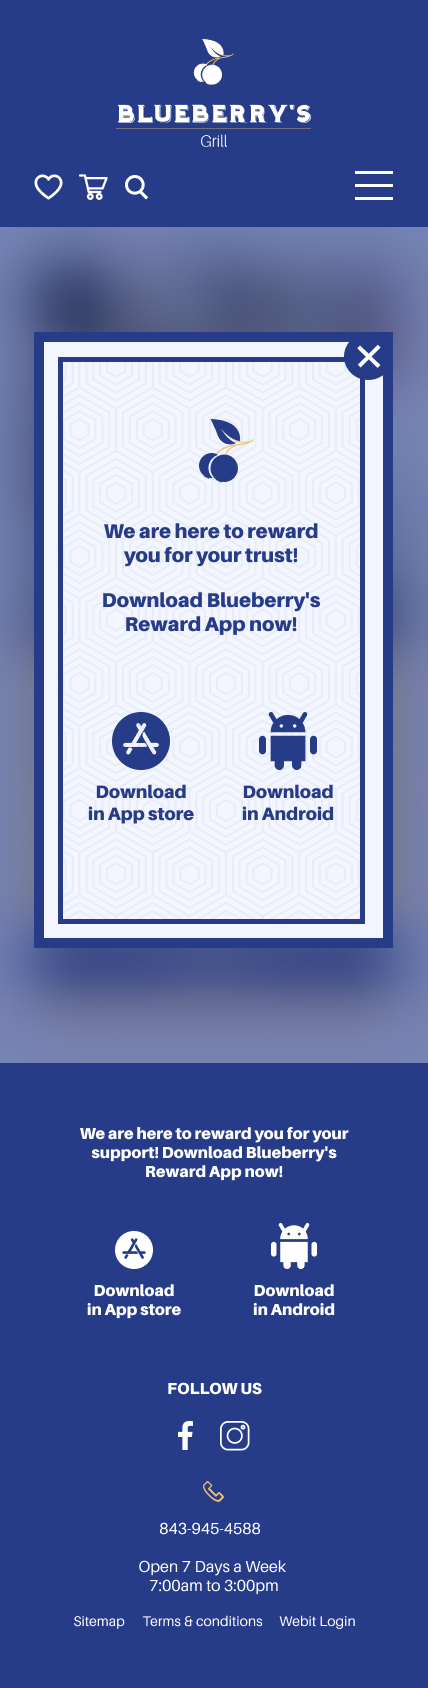 BLUEBERRY'S
Grill
We are here to reward
you for your trust!
Download Blueberry's
Reward App now!
Download
in App store
Download
in Android
We are here to reward you for your
support! Download Blueberry's
Reward App now!
Download
in App store
Download
in Android
FOLLOW US
843-945-4588
Open 7 Days a Week
7:00am to 3:00pm
Sitemap Terms & conditions Webit Login